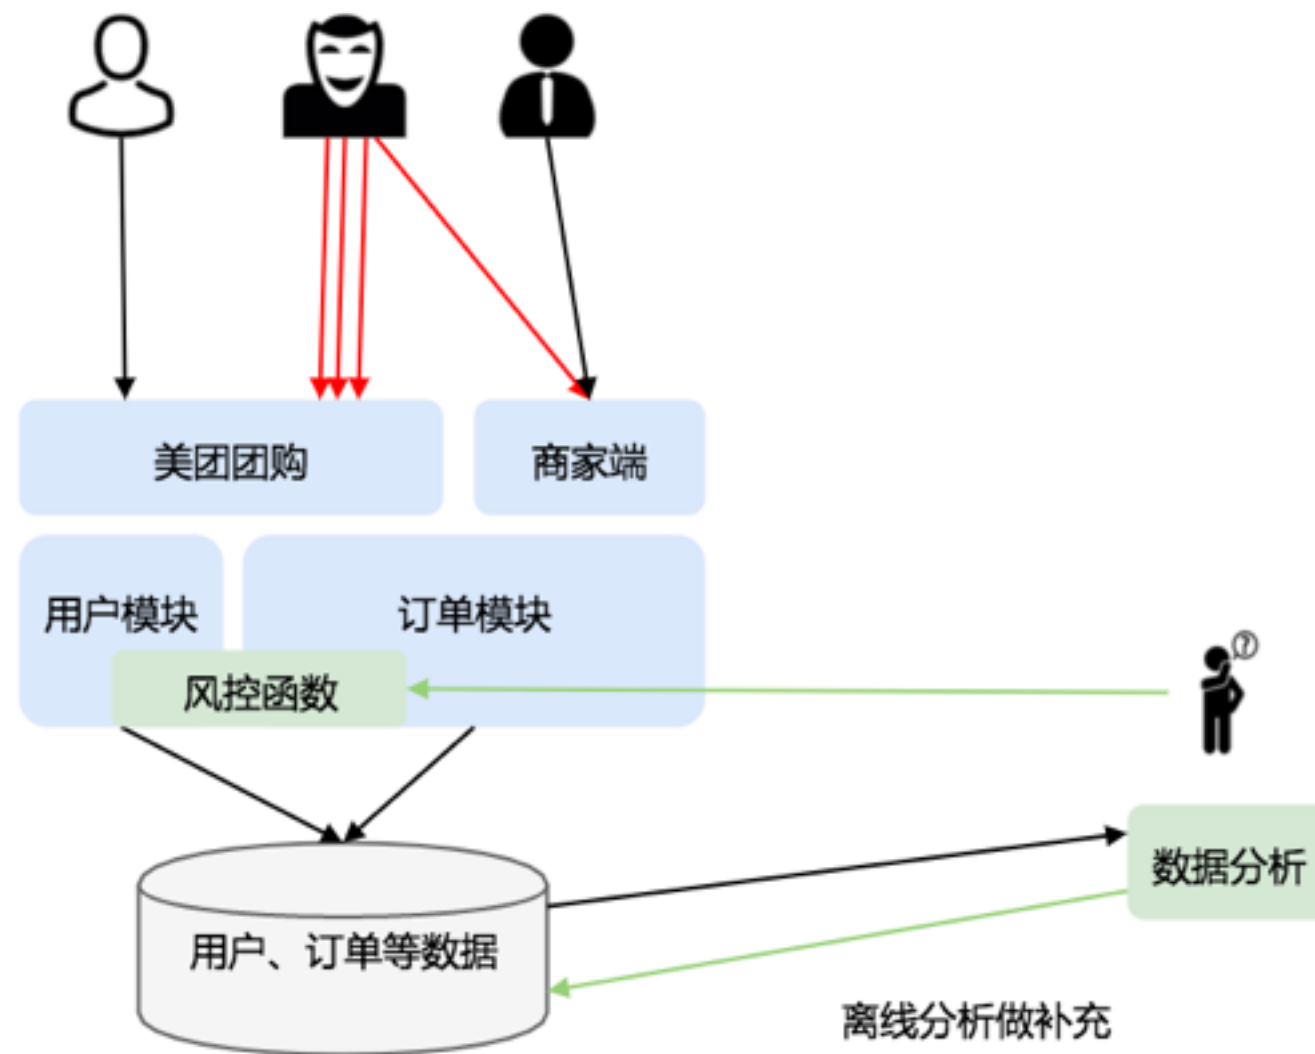 美团团购
商家端
用户模块
订单模块
风控函数
?
数据分析
用户、订单等数据
离线分析做补充